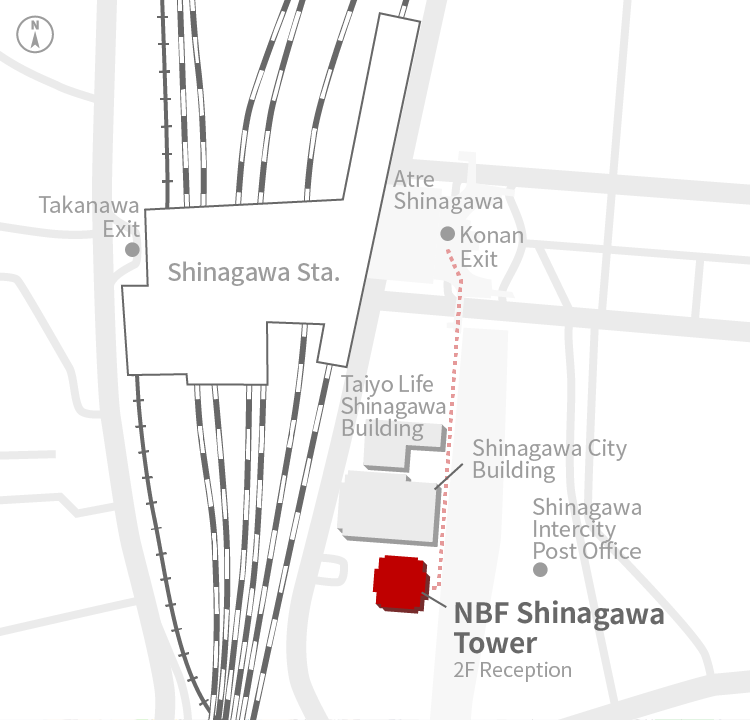 N
Takanawa
Exit
Shinagawa Sta.
Atre
Shinagawa
Konan
Exit
Taiyo Life
Shinagawa
Building
Shinagawa City
Building
Shinagawa
Intercity
Post Office
NBF Shinagawa
Tower
2F Reception